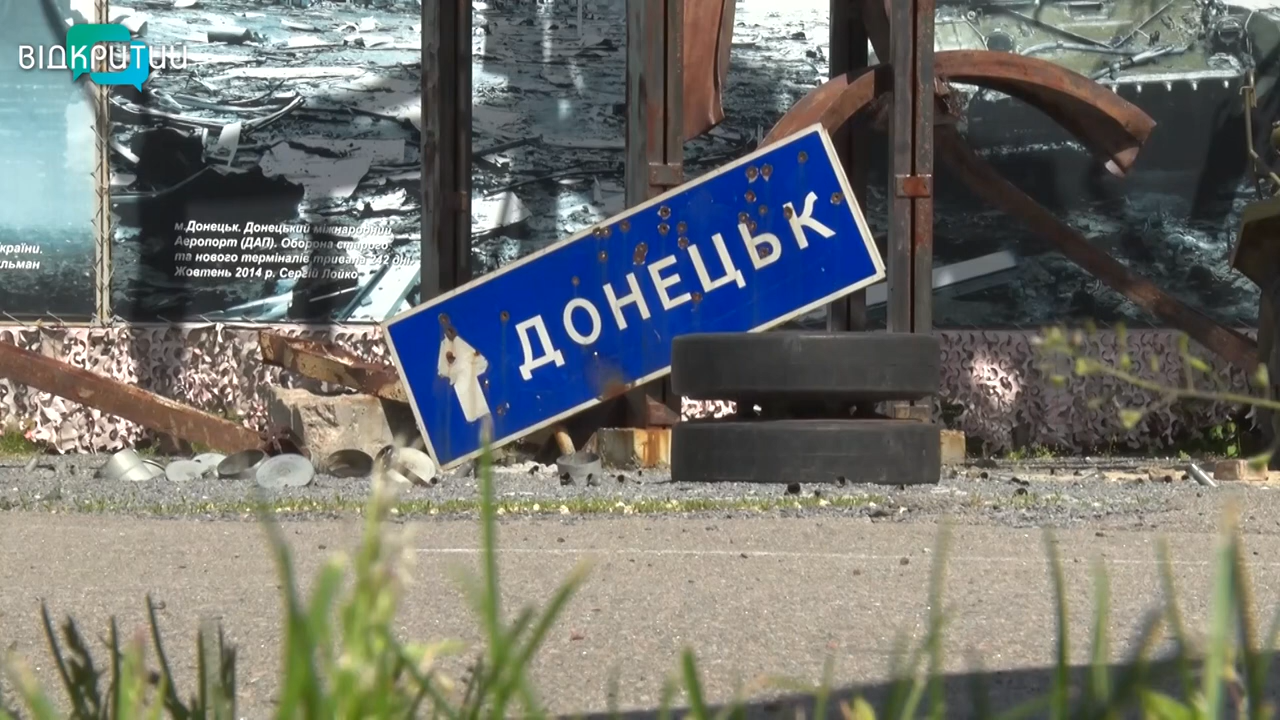 ВІДКРИТИЙ
м.Донецьк. Донецький міжнародний
Аеропорт (ДАП). Оборона старого
та нового терміналів тривала 242 дні.
Жовтень 2014 р. Сергій Лойко
країни.
ДОНЕЦЬК